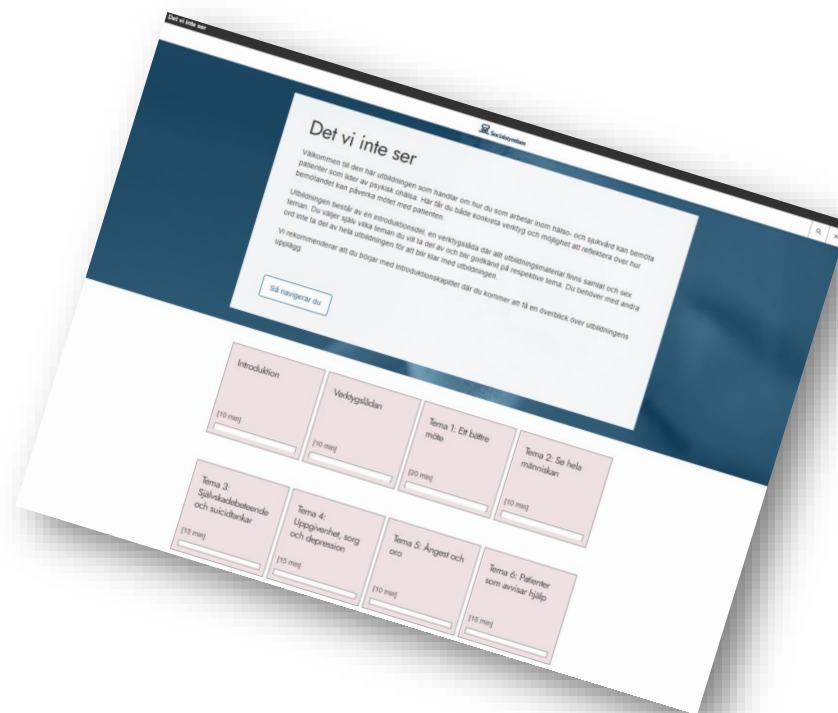 Det vi inte ser
Socialstyrelsen
Det vi inte ser
Välkommen till den här utbildningen som handlar om hur du som arbetar inom hälso- och sjukvård kan bemöta
patienter som lider av psykisk ohälsa. Här får du både konkreta verktyg och möjlighet att reflektera över hur
bemötandet kan påverka mötet med patienten.
Utbildningen består av en introduktionsdel, en verktygslåda där allt utbildningsmaterial finns samlat och sex
teman. Du väljer själv vilka teman du vill ta del av och blir godkänd på respektive tema. Du behöver med andra
ord inte ta del av hela utbildningen för att blir klar med utbildningen.
Vi rekommenderar att du börjar med introduktionskapitlet där du kommer att få en överblick över utbildningens
upplägg.
Så navigerar du
Introduktion
[10 min]
Verktygslådan
[10 min]
Tema 1: Ett bättre
möte
[20 min]
Tema 2: Se hela
människan
[10 min]
Tema 3:
Självskadebeteende
och suicidtankar
[15 min]
Tema 4:
Uppgivenhet, sorg
och depression
[15 min]
Tema 5: Ångest och
oro
[10 min]
Tema 6: Patienter
som avvisar hjälp
[15 min]